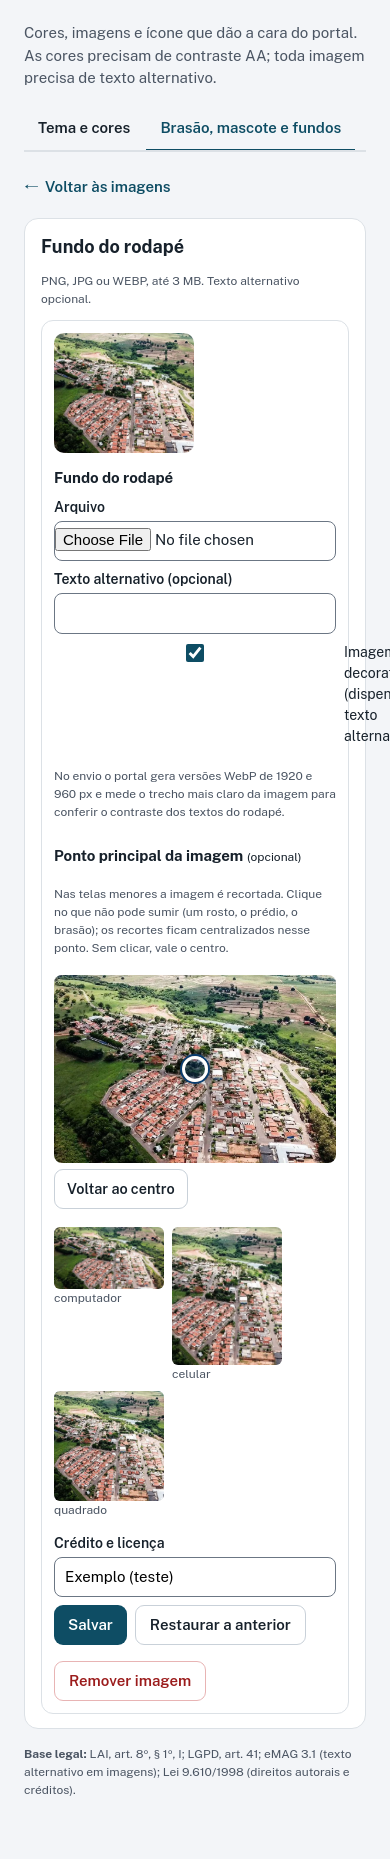 Cores, imagens e ícone que dão a cara do portal.
As cores precisam de contraste AA; toda imagem
precisa de texto alternativo.
Tema e cores
Brasão, mascote e fundos
← Voltar às imagens
Fundo do rodapé
PNG, JPG ou WEBP, até 3 MB. Texto alternativo
opcional.
Fundo do rodapé
Arquivo
Choose File No file chosen
Texto alternativo (opcional)
(dispen
texto
No envio o portal gera versões WebP de 1920 e
960 px e mede o trecho mais claro da imagem para
conferir o contraste dos textos do rodapé.
Ponto principal da imagem (opcional)
Nas telas menores a imagem é recortada. Clique
no que não pode sumir (um rosto, o prédio, o
brasão); os recortes ficam centralizados nesse
ponto. Sem clicar, vale o centro.
Voltar ao centro
computador
celular
quadrado
Crédito e licença
Exemplo (teste)
Salvar
Restaurar a anterior
Remover imagem
Base legal: LAI, art. 8º, § 1º, I; LGPD, art. 41; eMAG 3.1 (texto
alternativo em imagens); Lei 9.610/1998 (direitos autorais e
créditos).